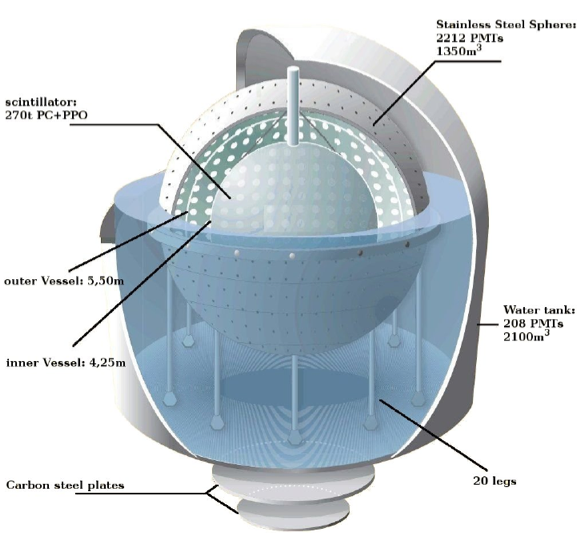 Stainless Steel Sphere:
2212 PMTs
1350m³
scintillator:
270t PC+PPO
outer Vessel: 5,50m
inner Vessel: 4,25m
Water tank:
208 PMTs
2100m³
20 legs
Carbon steel plates